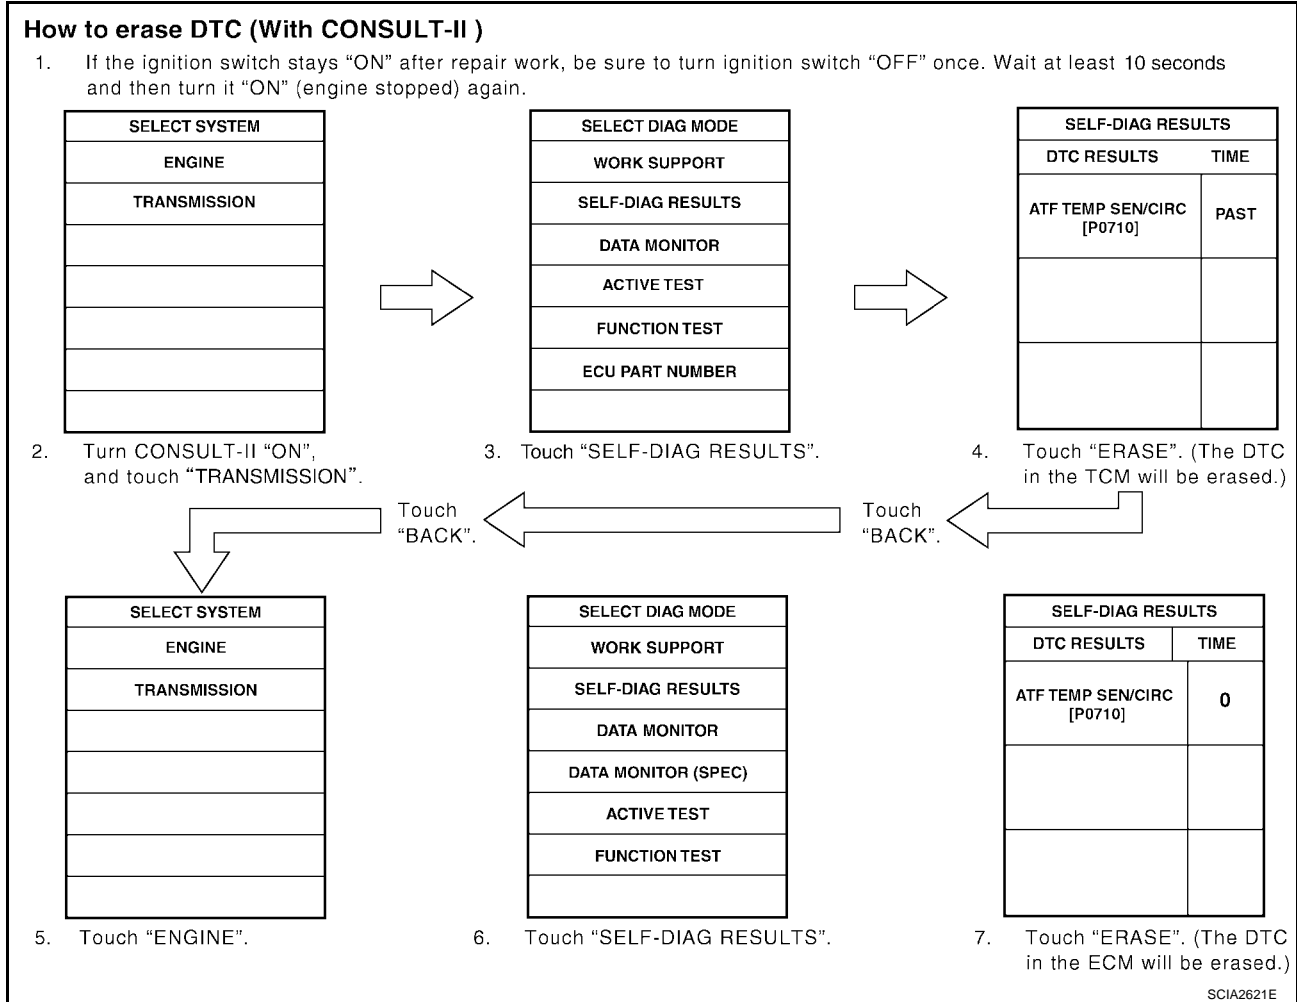 How to erase DTC (With CONSULT-II )
1. If the ignition switch stays “ON” after repair work, be sure to turn ignition switch “OFF” once. Wait at least 10 seconds
and then turn it “ON” (engine stopped) again.
SELECT SYSTEM
ENGINE
TRANSMISSION
SELECT DIAG MODE
WORK SUPPORT
SELF-DIAG RESULTS
DATA MONITOR
ACTIVE TEST
FUNCTION TEST
ECU PART NUMBER
SELF-DIAG RESULTS
DTC RESULTS TIME
ATF TEMP SEN/CIRC
[P0710]
PAST
2. Turn CONSULT-II “ON”,
and touch “TRANSMISSION”.
3. Touch “SELF-DIAG RESULTS”.
4. Touch “ERASE”. (The DTC
in the TCM will be erased.)
Touch
“BACK”.
Touch
“BACK”.
SELECT SYSTEM
ENGINE
TRANSMISSION
SELECT DIAG MODE
WORK SUPPORT
SELF-DIAG RESULTS
DATA MONITOR
DATA MONITOR (SPEC)
ACTIVE TEST
FUNCTION TEST
SELF-DIAG RESULTS
DTC RESULTS TIME
ATF TEMP SEN/CIRC
[P0710]
0
5. Touch “ENGINE”.
6. Touch “SELF-DIAG RESULTS”.
7. Touch “ERASE”. (The DTC
in the ECM will be erased.)
SCIA2621E